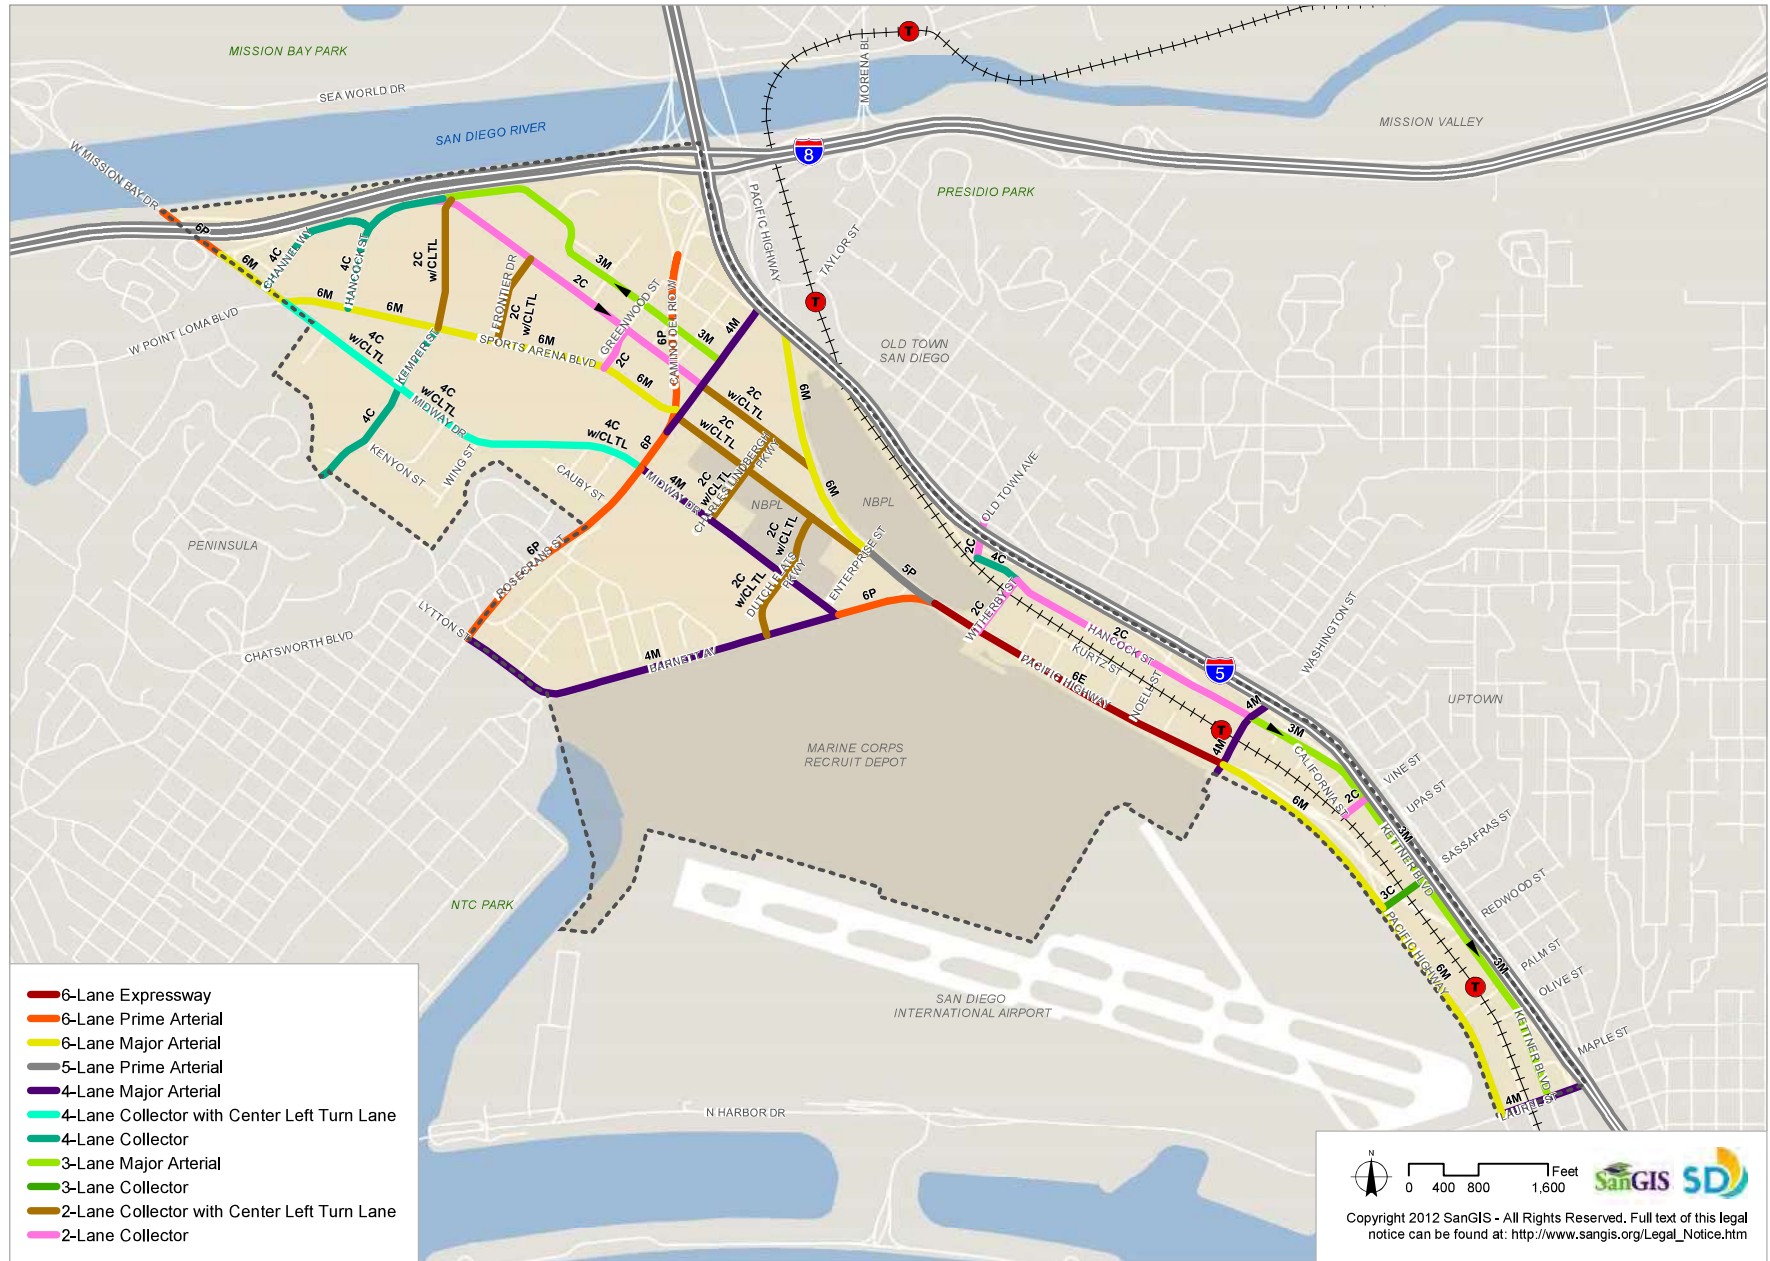 MISSION BAY PARK
SEA WORLD DR
SAN DIEGO RIVER
W MISSION BAY DR
MORENA BL
T
8
MISSION VALLEY
PRESIDIO PARK
PACIFIC HIGHWAY
TAYLOR ST
T
OLD TOWN
SAN DIEGO
6P
6M
4C
CHANNEL WY
4C
HANCOCK ST
2C
w/CLTL
6M
6M
W POINT LOMA BLVD
FRONTIER DR
2C
w/CLTL
2C
3M
GREENWOOD ST
3M
4M
6P
CAMINO DEL RIO W
6M
4C
w/CLTL
KEMPER ST
SPORTS ARENA BLVD
6M
2C
6M
4C
w/CLTL
MIDWAY DR
4C
KENYON ST
WING ST
CAUBY ST
4C
w/CLTL
6P
2C
w/CLTL
2C
w/CLTL
2C
w/CLTL
CHARLES LINDBERGH
PKWY
4M
MIDWAY DR
NBPL
NBPL
6M
2C
w/CLTL
2C
w/CLTL
DUTCH FLATS
PKWY
ENTERPRISE ST
5P
6P
6P
ROSECRANS ST
PENINSULA
LYTTON ST
CHATSWORTH BLVD
4M
BARNETT AV
OLD TOWN AVE
2C
4C
2C
WITHERBY ST
2C
HANCOCK ST
KURTZ ST
6E
PACIFIC HIGHWAY
NOELL ST
WASHINGTON ST
5
UPTOWN
4M
T
4M
3M
CALIFORNIA ST
VINE ST
2C
UPAS ST
6M
3M
KETTNER BLVD
SASSAFRAS ST
REDWOOD ST
3C
PACIFIC HIGHWAY
6M
3M
PALM ST
OLIVE ST
T
KETTNER BLVD
MAPLE ST
4M
LAUREL ST
MARINE CORPS
RECRUIT DEPOT
NTC PARK
SAN DIEGO
INTERNATIONAL AIRPORT
N HARBOR DR
6-Lane Expressway
6-Lane Prime Arterial
6-Lane Major Arterial
5-Lane Prime Arterial
4-Lane Major Arterial
4-Lane Collector with Center Left Turn Lane
4-Lane Collector
3-Lane Major Arterial
3-Lane Collector
2-Lane Collector with Center Left Turn Lane
2-Lane Collector
N
Feet
0 400 800 1,600
SanGIS
SD
Copyright 2012 SanGIS - All Rights Reserved. Full text of this legal
notice can be found at: http://www.sangis.org/Legal_Notice.htm